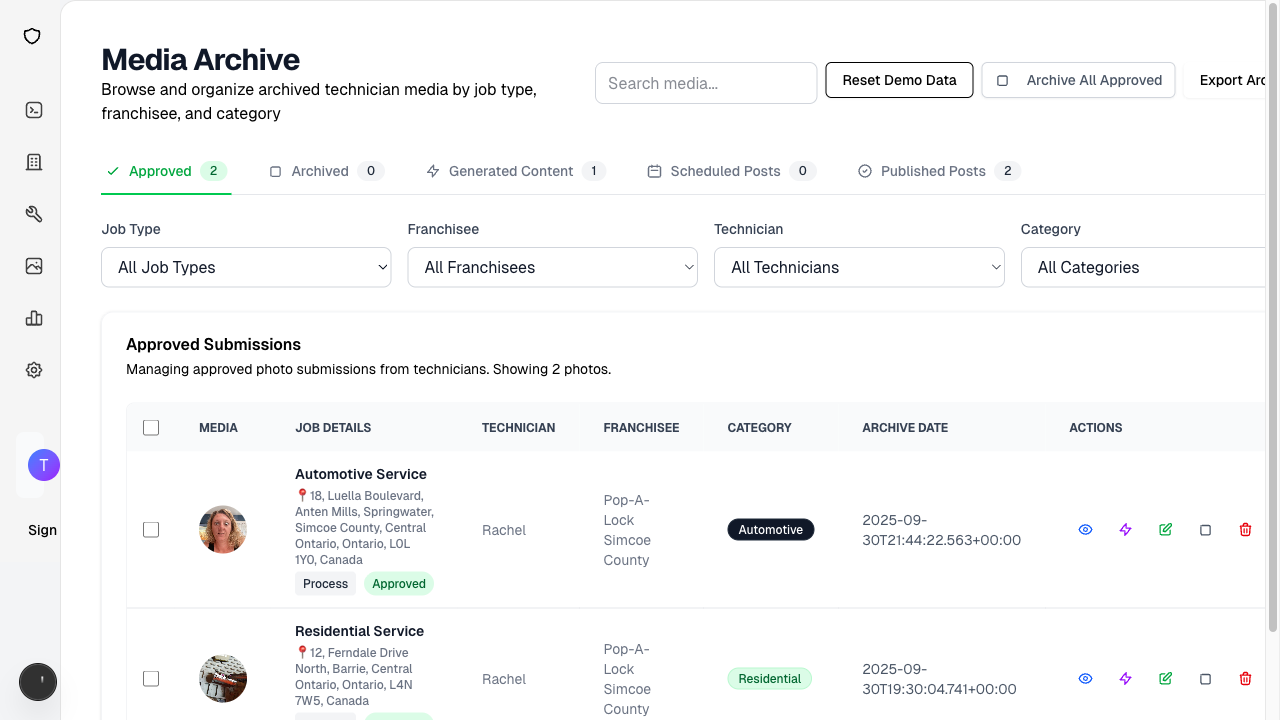 Media Archive
Browse and organize archived technician media by job type,
franchisee, and category
Search media...
Reset Demo Data
Archive All Approved
Export Arc
Approved 2
Archived 0
Generated Content 1
Scheduled Posts 0
Published Posts 2
Job Type
Franchisee
Technician
Category
All Job Types
All Franchisees
All Technicians
All Categories
Approved Submissions
Managing approved photo submissions from technicians. Showing 2 photos.
MEDIA
JOB DETAILS
TECHNICIAN
FRANCHISEE
CATEGORY
ARCHIVE DATE
ACTIONS
Automotive Service
18, Luella Boulevard,
Anten Mills, Springwater,
Simcoe County, Central
Ontario, Ontario, L0L
1Y0, Canada
Process
Approved
Rachel
Pop-A-
Lock
Simcoe
County
Automotive
2025-09-
30T21:44:22.563+00:00
Residential Service
12, Ferndale Drive
North, Barrie, Central
Ontario, Ontario, L4N
7W5, Canada
Rachel
Pop-A-
Lock
Simcoe
County
Residential
2025-09-
30T19:30:04.741+00:00
T
Sign